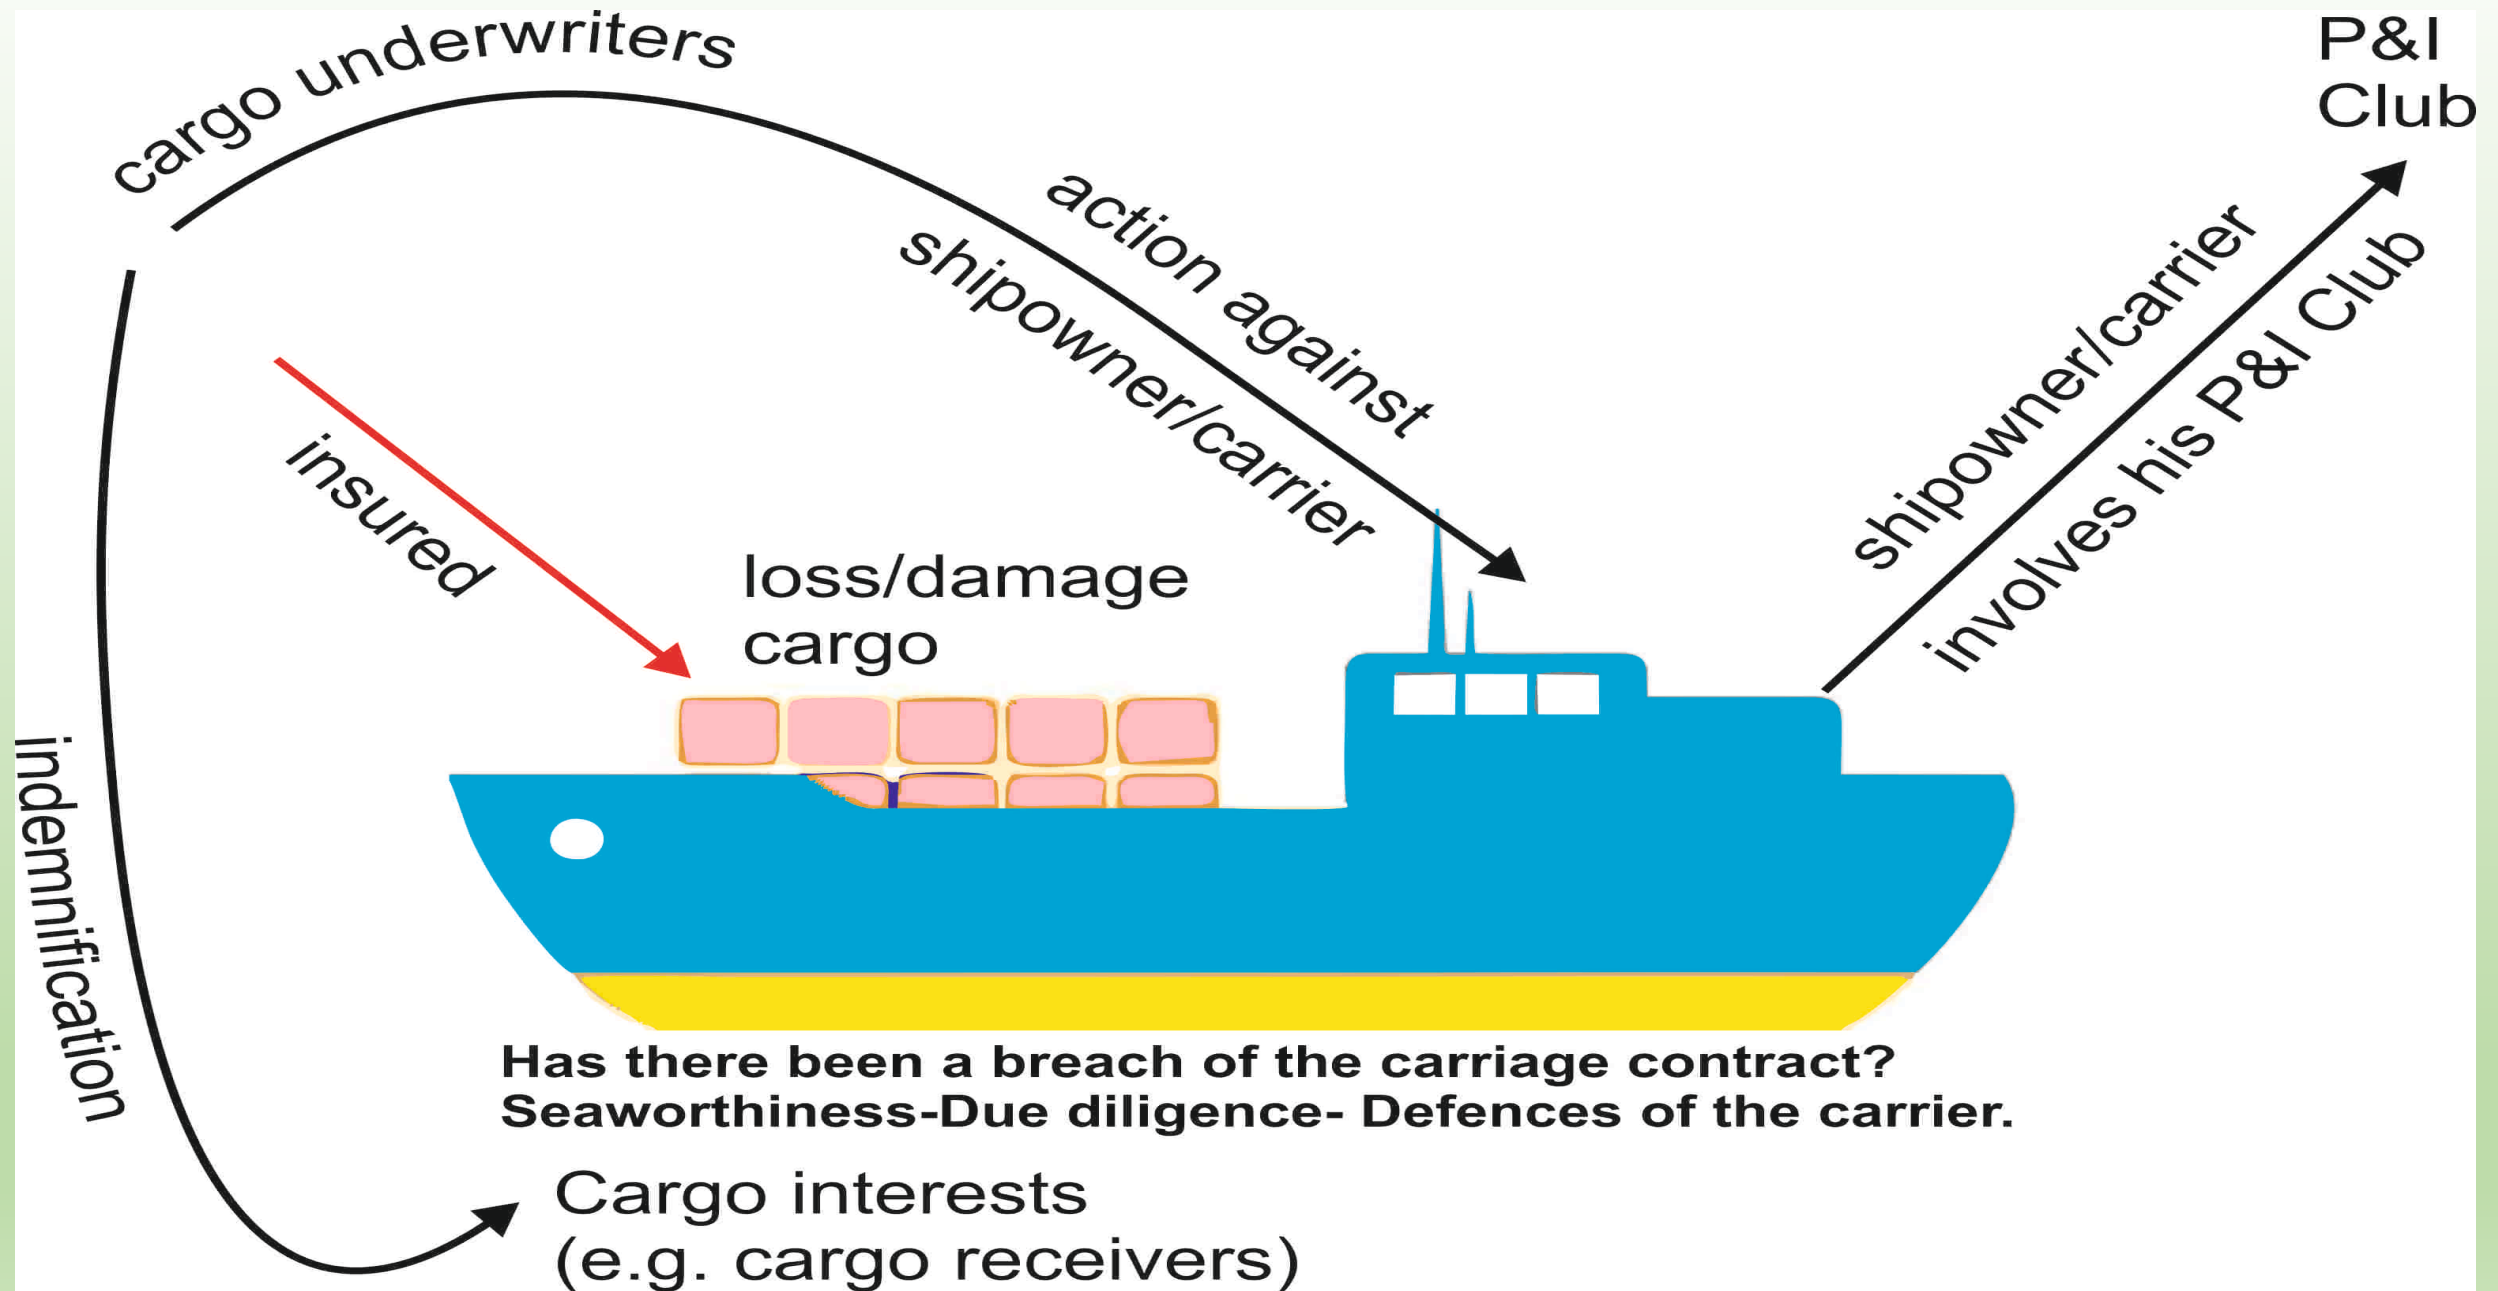 cargo underwriters
P&I
Club
action against
shipowner/carrier
shipowner/carrier
involves his P&I Club
insured
loss/damage
cargo
indemnification
Has there been a breach of the carriage contract?
Seaworthiness-Due diligence- Defences of the carrier.
Cargo interests
(e.g. cargo receivers)